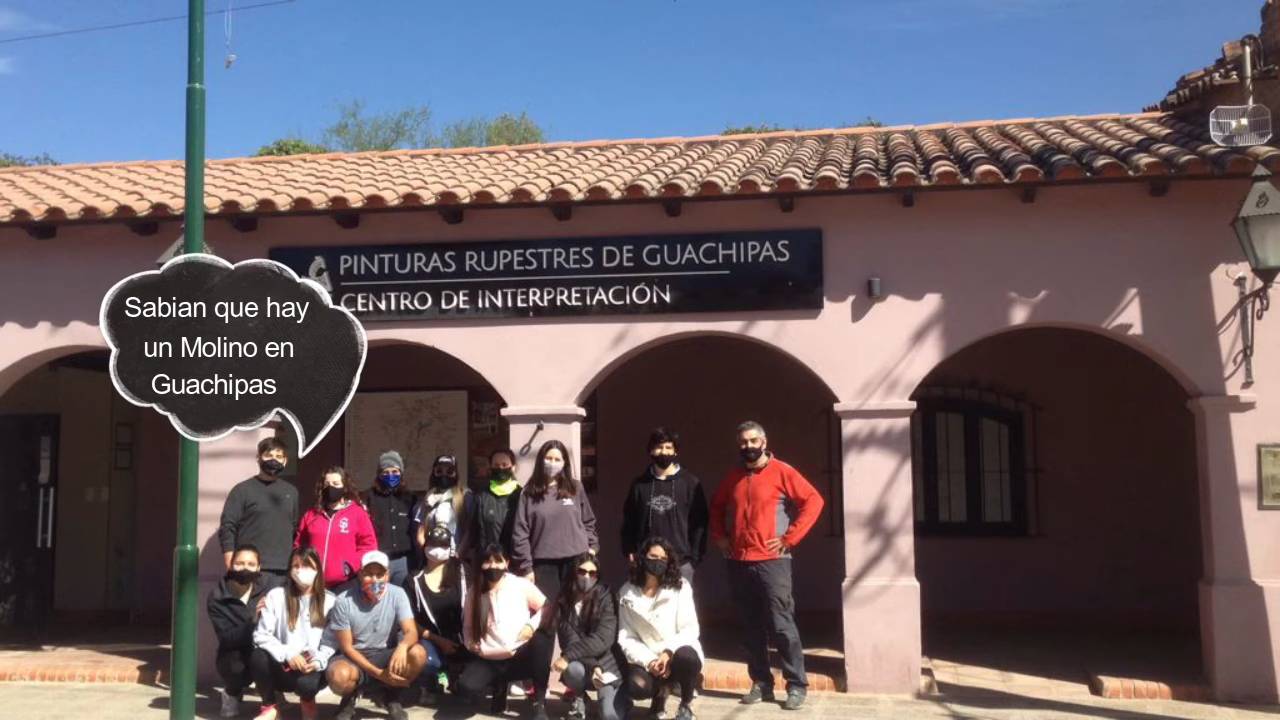 PINTURAS RUPESTRES DE GUACHIPAS
CENTRO DE INTERPRETACIÓN
Sabian que hay
un Molino en
Guachipas